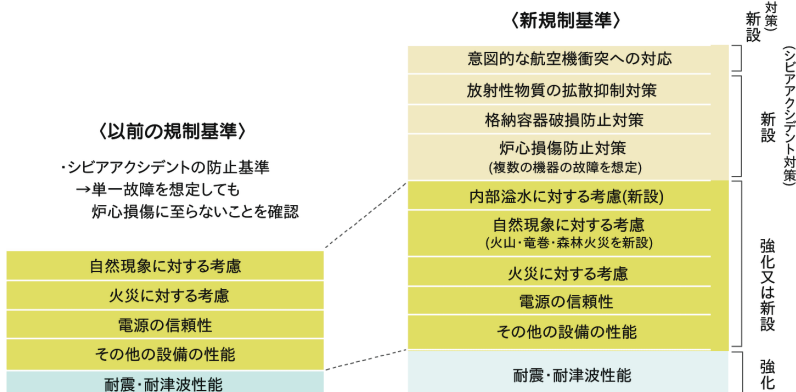 〈以前の規制基準〉
・シビアアクシデントの防止基準
→単一故障を想定しても
炉心損傷に至らないことを確認
自然現象に対する考慮
火災に対する考慮
電源の信頼性
その他の設備の性能
耐震・耐津波性能
〈新規制基準〉
意図的な航空機衝突への対応
放射性物質の拡散抑制対策
格納容器破損防止対策
炉心損傷防止対策
(複数の機器の故障を想定)
内部溢水に対する考慮(新設)
自然現象に対する考慮
(火山・竜巻・森林火災を新設)
火災に対する考慮
電源の信頼性
その他の設備の性能
耐震・耐津波性能
対策)
新設
(シビアアクシデント対策)
新設
強化又は新設
強化